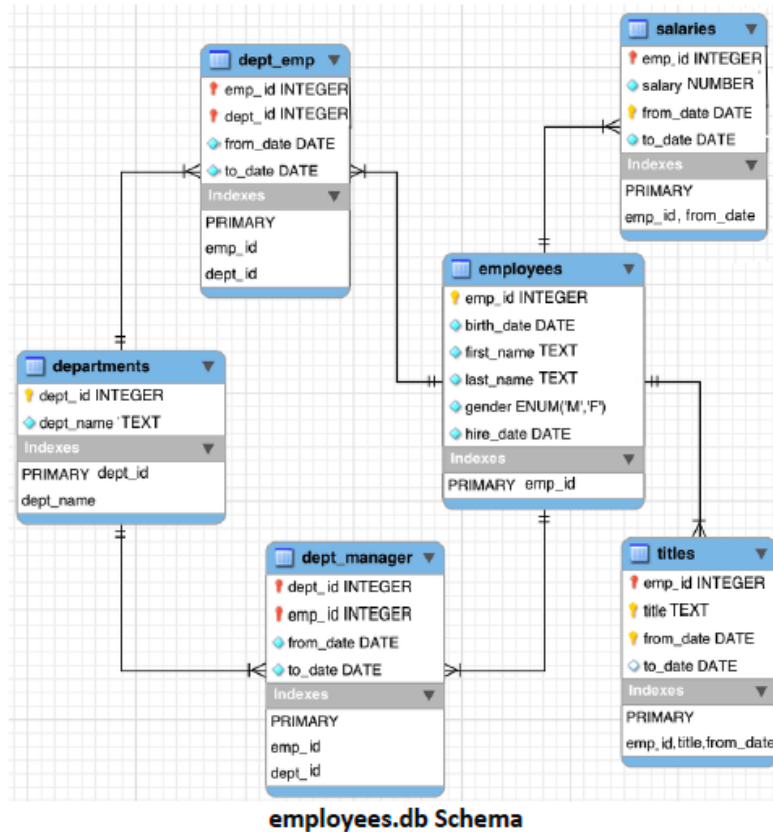 salaries
emp_id INTEGER
salary NUMBER
from_date DATE
to_date DATE
Indexes
PRIMARY
emp_id, from_date
dept_emp
emp_id INTEGER
dept_id INTEGER
from_date DATE
to_date DATE
Indexes
PRIMARY
emp_id
dept_id
employees
emp_id INTEGER
birth_date DATE
first_name TEXT
last_name TEXT
gender ENUM('M','F')
hire_date DATE
Indexes
PRIMARY emp_id
departments
dept_id INTEGER
dept_name TEXT
Indexes
PRIMARY dept_id
dept_name
dept_manager
dept_id INTEGER
emp_id INTEGER
from_date DATE
to_date DATE
Indexes
PRIMARY
emp_id
dept_id
titles
emp_id INTEGER
title TEXT
from_date DATE
to_date DATE
Indexes
PRIMARY
emp_id,title,from_date
employees.db Schema